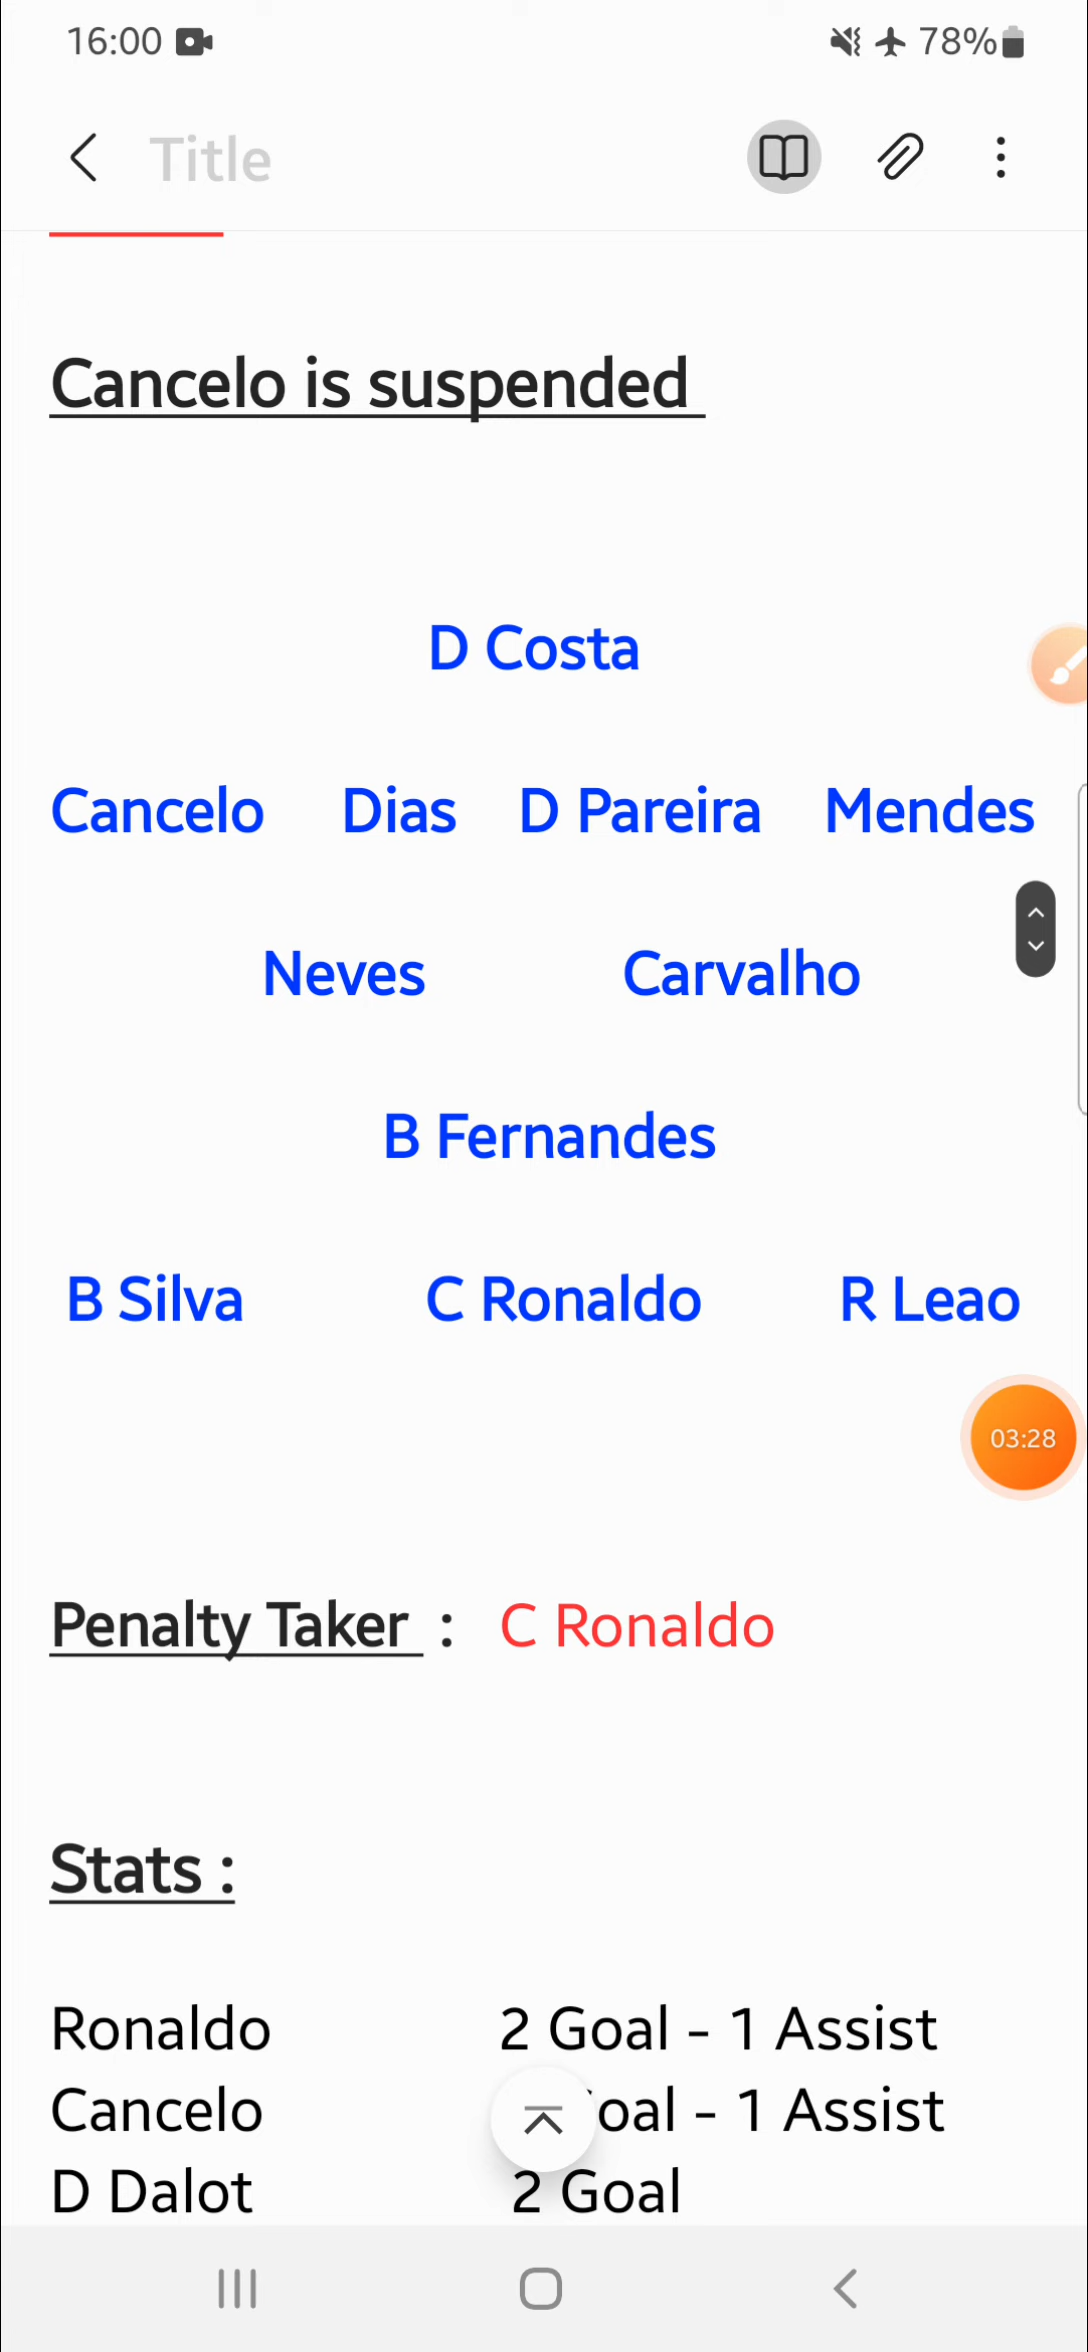 16:00 78%
Title
Cancelo is suspended
D Costa
Cancelo Dias D Pareira Mendes
Neves Carvalho
B Fernandes
B Silva C Ronaldo R Leao
03:28
Penalty Taker : C Ronaldo
Stats :
Ronaldo 2 Goal - 1 Assist
Cancelo - 1 Assist
D Dalot 2 Goal